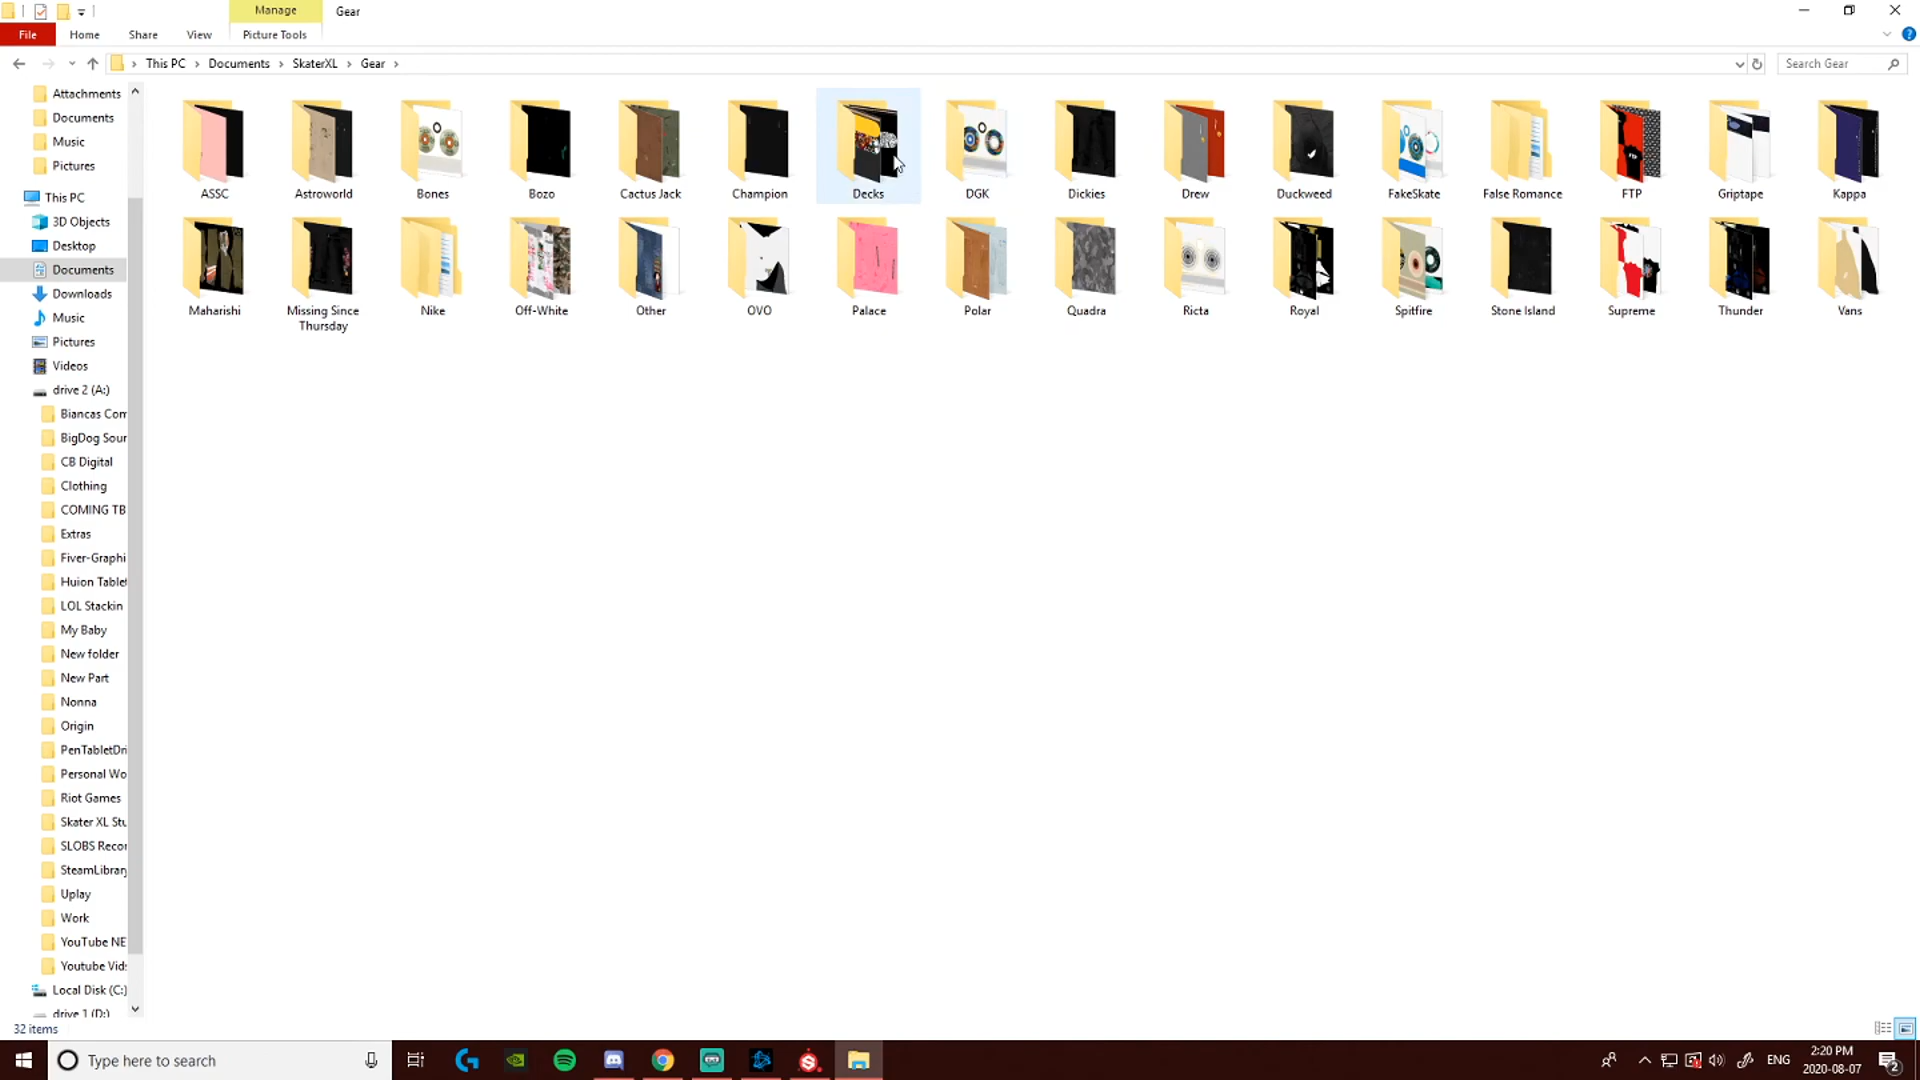 Manage
Gear
File
Home
Share
View
Picture Tools
This PC
Documents
SkaterXL
Gear
Search Gear
Attachments
Documents
Music
Pictures
This PC
3D Objects
Desktop
Documents
Downloads
Music
Pictures
Videos
drive 2 (A:)
Biancas Com
BigDog Sour
CB Digital
Clothing
COMING TB
Extras
Fiver-Graphi
Huion Tablet
LOL Stackin
My Baby
New folder
New Part
Nonna
Origin
PenTabletDri
Personal Wo
Riot Games
Skater XL Stu
SLOBS Recor
SteamLibrary
Uplay
Work
YouTube NE
Youtube Vids
Local Disk (C:)
drive 1 (D:)
ASSC
Astroworld
Bones
Bozo
Cactus Jack
Champion
Decks
DGK
Dickies
Drew
Duckweed
FakeSkate
False Romance
FTP
Griptape
Kappa
Maharishi
Missing Since
Thursday
Nike
Off-White
Other
OVO
Palace
Polar
Quadra
Ricta
Royal
Spitfire
Stone Island
Supreme
Thunder
Vans
32 items
Type here to search
ENG
2:20 PM
2020-08-07
2